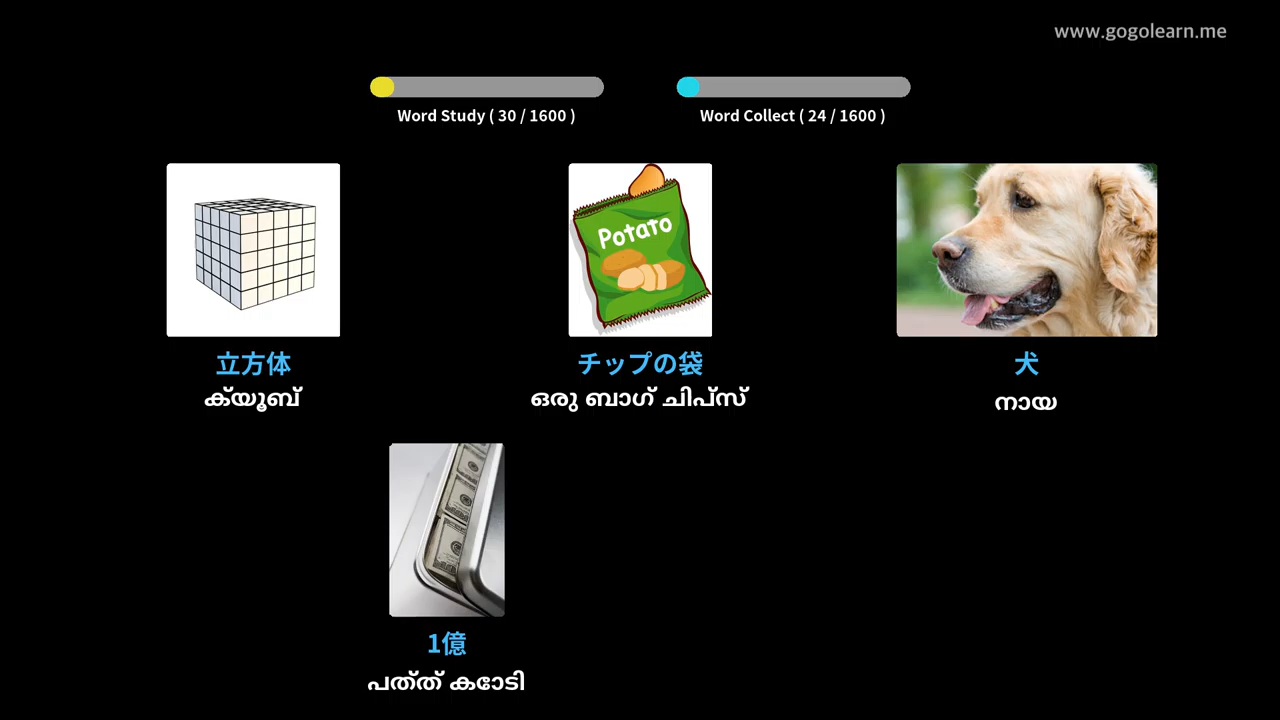 www.gogolearn.me
Word Study ( 30 / 1600 )
Word Collect ( 24 / 1600 )
Potato
立方体
ക്യൂബ്
チップの袋
ഒരു ബാഗ് ചിപ്സ്
犬
നായ
1億
പത്ത് കോടി